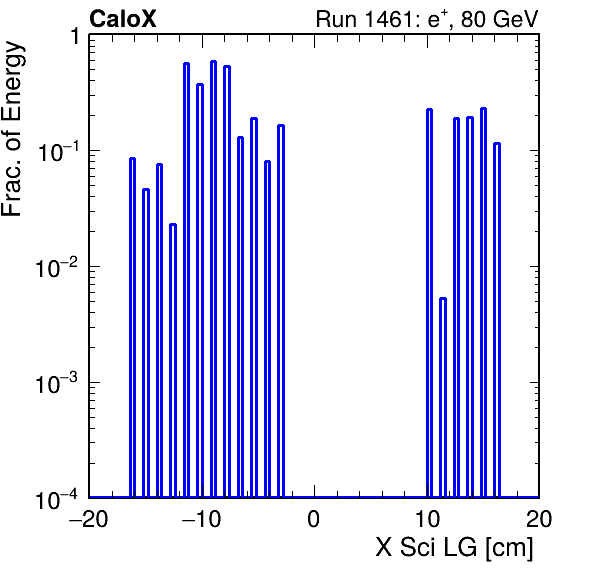 CaloX Run 1461: e⁺, 80 GeV
Frac. of Energy
1
10⁻¹
10⁻²
10⁻³
10⁻⁴
−20 −10 0 10 20
X Sci LG [cm]